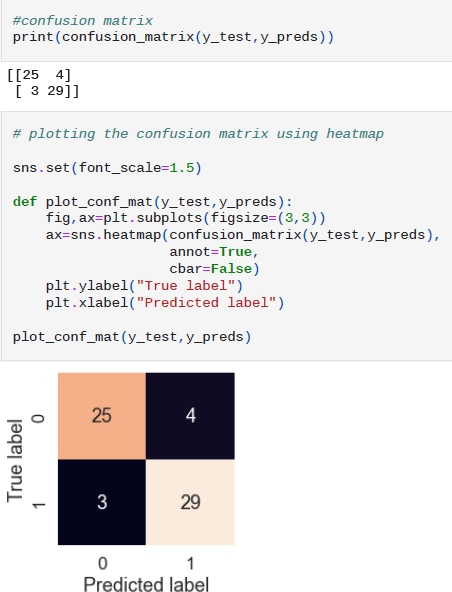 #confusion matrix
print(confusion_matrix(y_test,y_preds))
[[25  4]
 [ 3 29]]
# plotting the confusion matrix using heatmap
sns.set(font_scale=1.5)
def plot_conf_mat(y_test,y_preds):
    fig,ax=plt.subplots(figsize=(3,3))
    ax=sns.heatmap(confusion_matrix(y_test,y_preds),
                   annot=True,
                   cbar=False)
    plt.ylabel("True label")
    plt.xlabel("Predicted label")
plot_conf_mat(y_test,y_preds)
True label
0 25 4
1 3 29
0 1
Predicted label